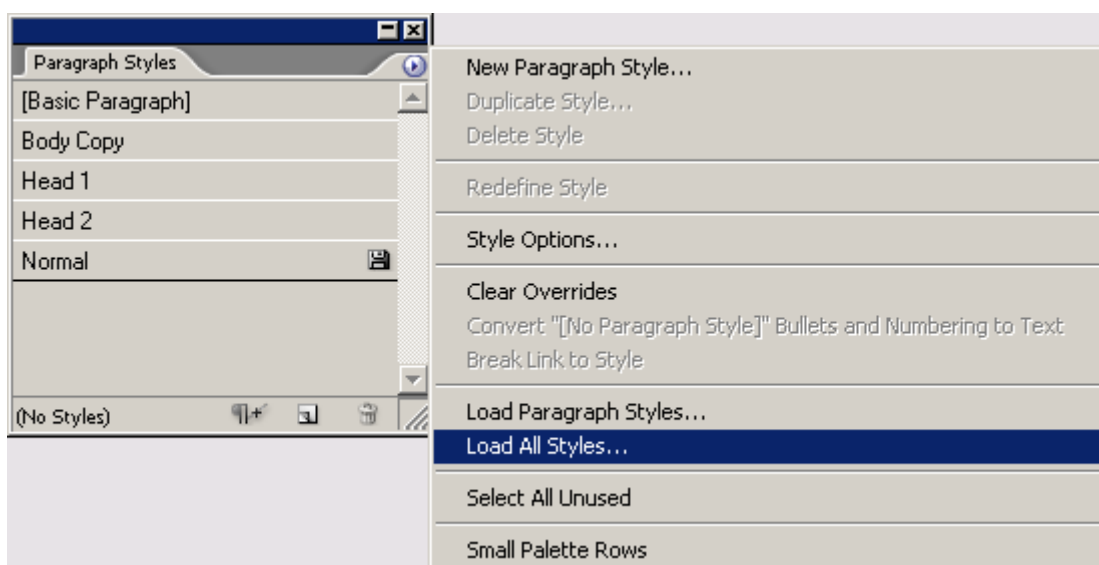 Paragraph Styles
[Basic Paragraph]
Body Copy
Head 1
Head 2
Normal
(No Styles)
New Paragraph Style...
Duplicate Style...
Delete Style
Redefine Style
Style Options...
Clear Overrides
Convert "[No Paragraph Style]" Bullets and Numbering to Text
Break Link to Style
Load Paragraph Styles...
Load All Styles...
Select All Unused
Small Palette Rows